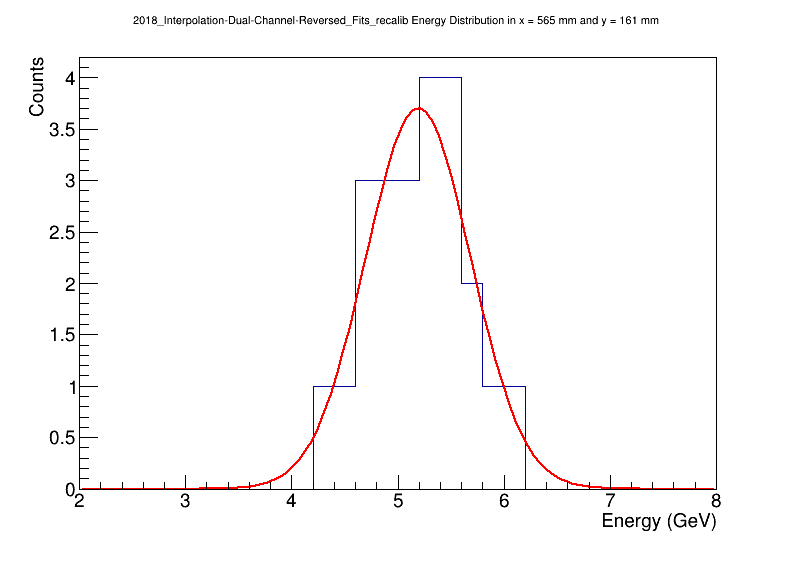 2018_Interpolation-Dual-Channel-Reversed_Fits_recalib Energy Distribution in x = 565 mm and y = 161 mm
Counts
4
3.5
3
2.5
2
1.5
1
0.5
0
2 3 4 5 6 7 8
Energy (GeV)